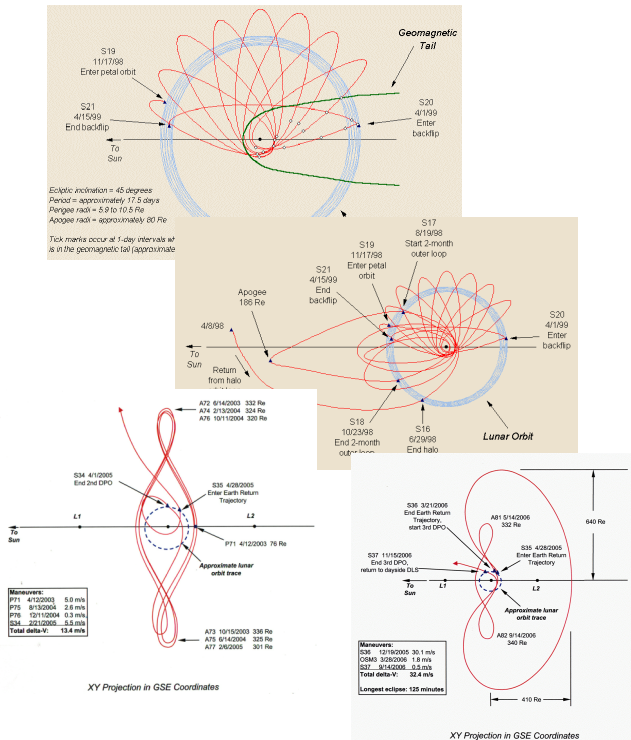 Geomagnetic
Tail
S19
11/17/98
Enter petal orbit
S21
4/15/99
End backflip
S20
4/1/99
Enter
backflip
To
Sun
Ecliptic inclination = 45 degrees
Period = approximately 17.5 days
Perigee radii = 5.9 to 10.5 Re
Apogee radii = approximately 80 Re
Tick marks occur at 1-day intervals
is in the geomagnetic tail (approximate
S17
8/19/98
Start 2-month
outer loop
S19
11/17/98
Enter petal
orbit
S21
4/15/99
End
backflip
Apogee
186 Re
4/8/98
S20
4/1/99
Enter
backflip
To
Sun
Return
from halo
S18
10/23/98
End 2-month
outer loop
S16
6/29/98
End halo
Lunar Orbit
A72 6/14/2003 332 Re
A74 2/13/2004 324 Re
A76 10/11/2004 320 Re
S34 4/1/2005
End 2nd DPO
S35 4/28/2005
Enter Earth Return
Trajectory
L1
L2
To
Sun
P71 4/12/2003 76 Re
Approximate lunar
orbit trace
Maneuvers:
P71 4/12/2003 5.0 m/s
P75 8/13/2004 2.6 m/s
P76 12/11/2004 0.3 m/s
S34 2/21/2005 5.5 m/s
Total delta-V: 13.4 m/s
A73 10/15/2003 336 Re
A75 6/14/2004 325 Re
A77 2/6/2005 301 Re
XY Projection in GSE Coordinates
S36 3/21/2006
End Earth Return
Trajectory,
start 3rd DPO
A81 5/14/2006
332 Re
640 Re
S37 11/15/2006
End 3rd DPO,
return to dayside DLS
S35 4/28/2005
Enter Earth Return
Trajectory
To
Sun
L1
L2
Approximate lunar
orbit trace
A82 9/14/2006
340 Re
Maneuvers:
S36 12/19/2005 30.1 m/s
OSM3 3/28/2006 1.8 m/s
S37 9/14/2006 0.5 m/s
Total delta-V: 32.4 m/s
Longest eclipse: 125 minutes
410 Re
XY Projection in GSE Coordinates